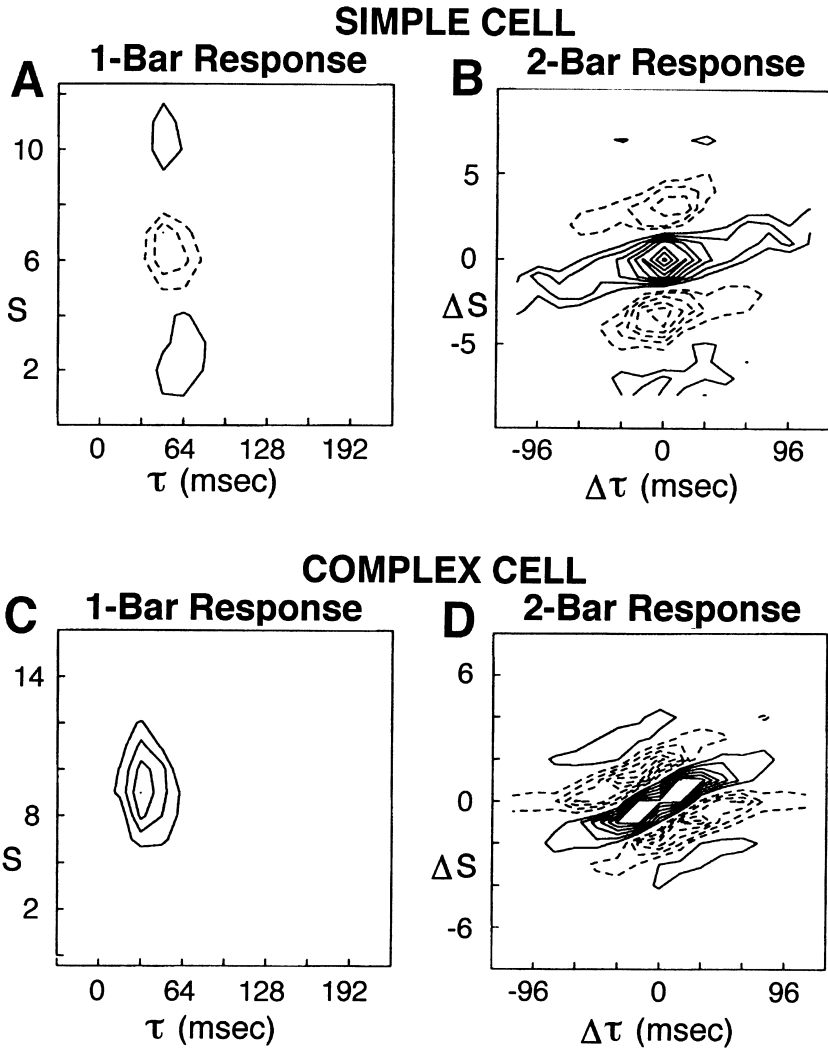 SIMPLE CELL
A
1-Bar Response
10
6
S
2
0 64 128 192
τ (msec)
B
2-Bar Response
5
0
ΔS
-5
-96 0 96
Δτ (msec)
COMPLEX CELL
C
1-Bar Response
14
8
S
2
0 64 128 192
τ (msec)
D
2-Bar Response
6
0
ΔS
-6
-96 0 96
Δτ (msec)